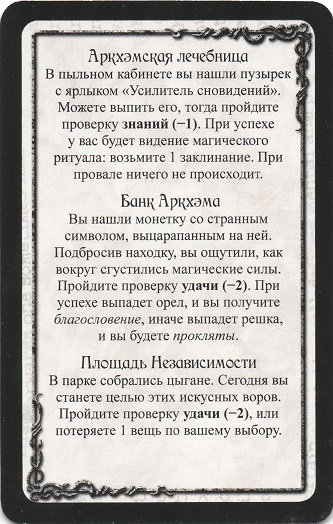 Аркхэмская лечебница
В пыльном кабинете вы нашли пузырек
с ярлыком «Усилитель сновидений».
Можете выпить его, тогда пройдите
проверку знаний (−1). При успехе
у вас будет видение магического
ритуала: возьмите 1 заклинание. При
провале ничего не происходит.
Банк Аркхэма
Вы нашли монетку со странным
символом, выцарапанным на ней.
Подбросив находку, вы ощутили, как
вокруг сгустились магические силы.
Пройдите проверку удачи (−2). При
успехе выпадет орел, и вы получите
благословение, иначе выпадет решка,
и вы будете прокляты.
Площадь Независимости
В парке собрались цыгане. Сегодня вы
станете целью этих искусных воров.
Пройдите проверку удачи (−2), или
потеряете 1 вещь по вашему выбору.